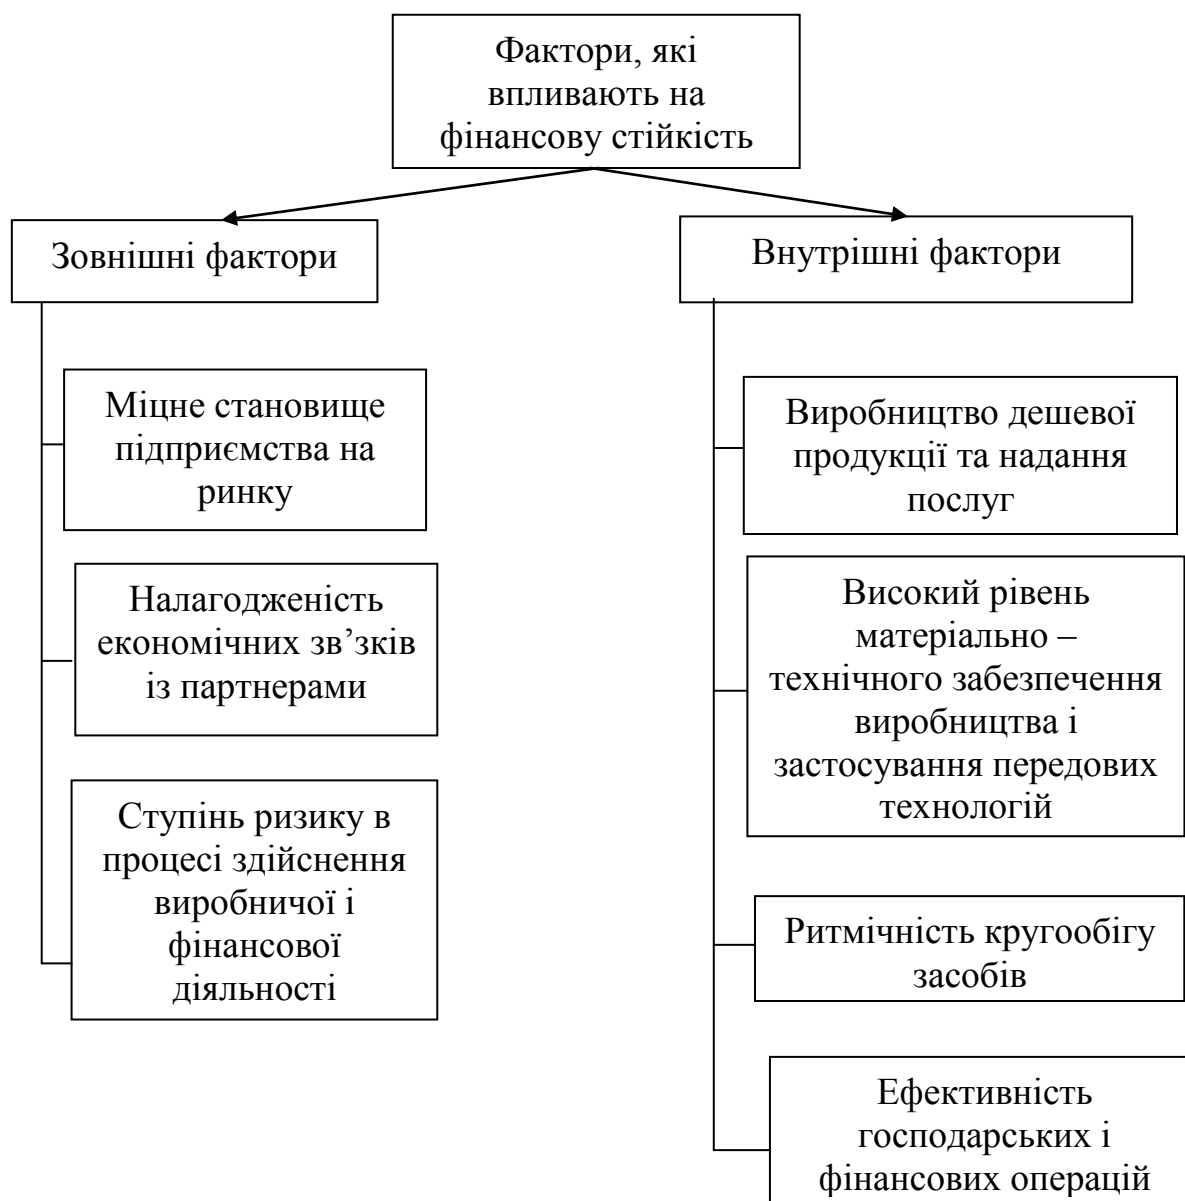 Фактори, які
впливають на
фінансову стійкість
Зовнішні фактори
Внутрішні фактори
Міцне становище
підприємства на
ринку
Налагодженість
економічних зв’зків
із партнерами
Ступінь ризику в
процесі здійснення
виробничої і
фінансової
діяльності
Виробництво дешевої
продукції та надання
послуг
Високий рівень
матеріально –
технічного забезпечення
виробництва і
застосування передових
технологій
Ритмічність кругообігу
засобів
Ефективність
господарських і
фінансових операцій